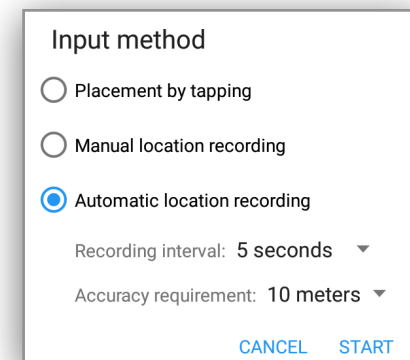 Input method
Placement by tapping
Manual location recording
Automatic location recording
Recording interval: 5 seconds
Accuracy requirement: 10 meters
CANCEL START